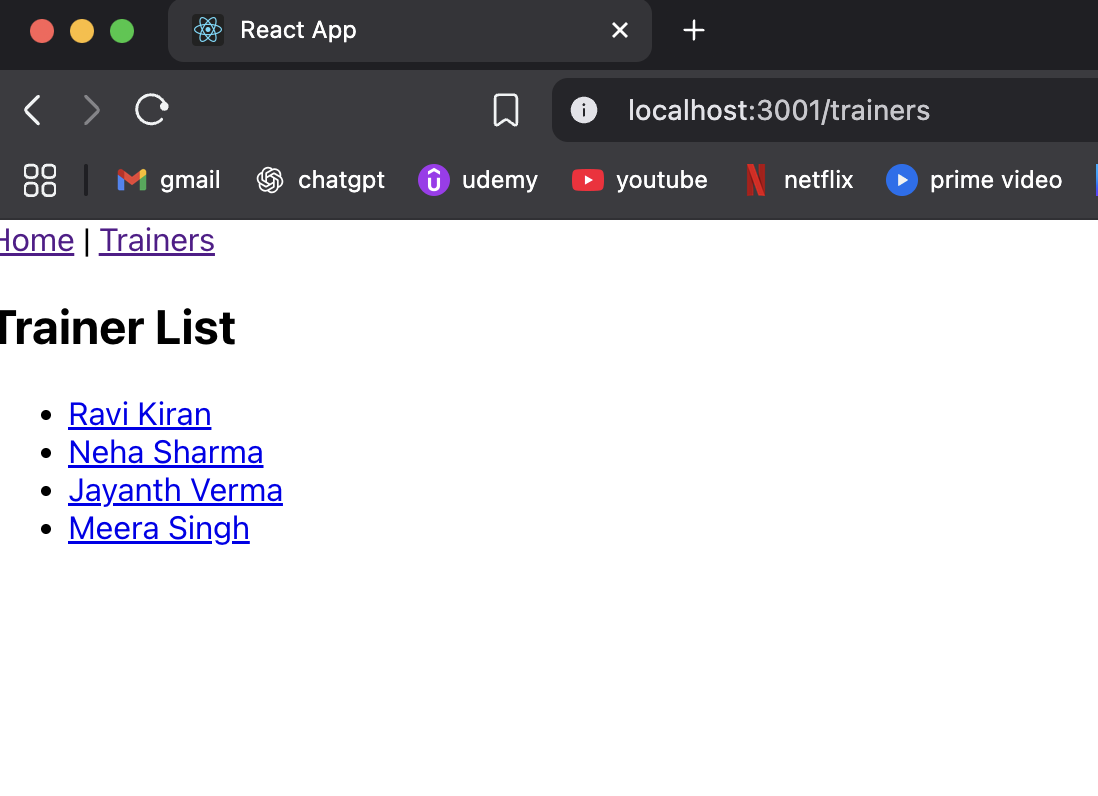 React App
localhost:3001/trainers
gmail chatgpt udemy youtube netflix prime video
Home | Trainers
Trainer List
Ravi Kiran
Neha Sharma
Jayanth Verma
Meera Singh